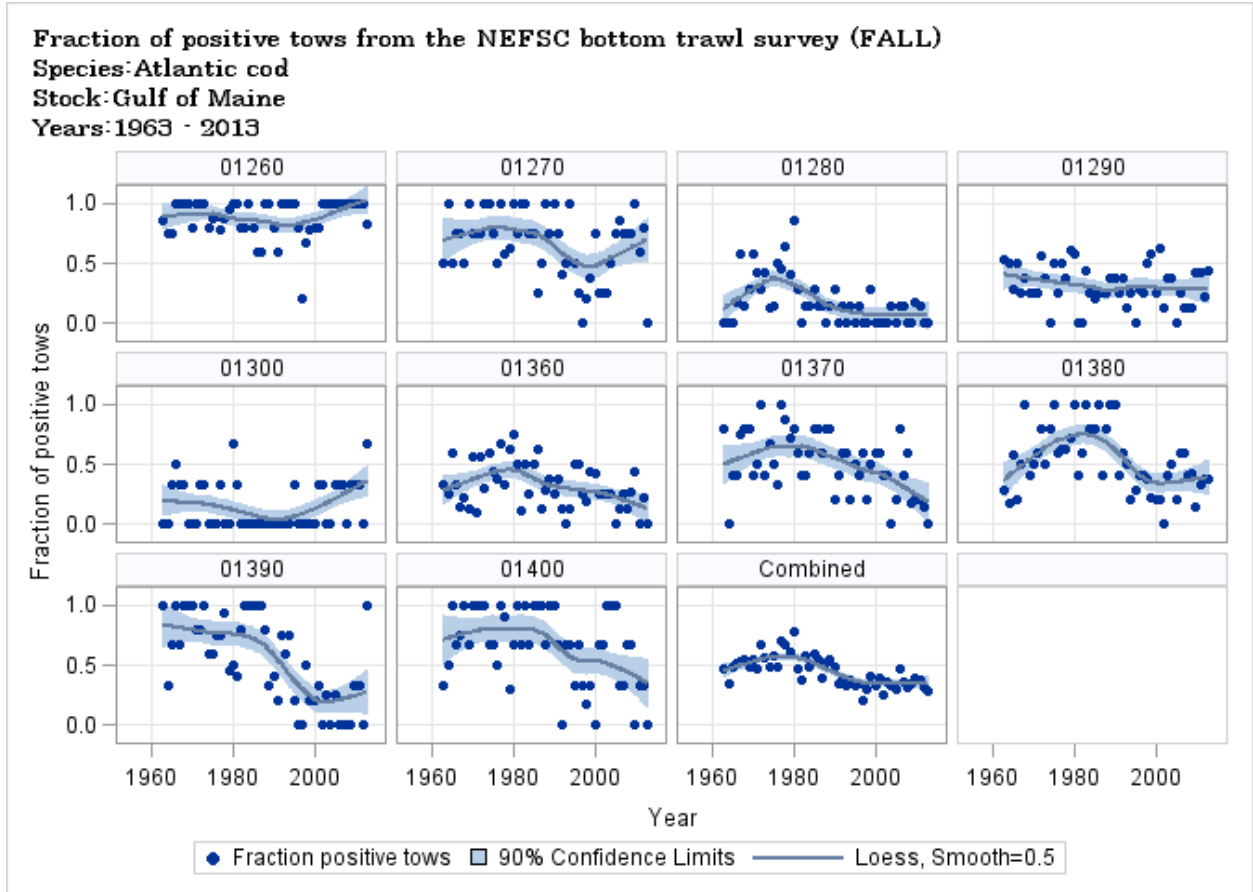 Fraction of positive tows from the NEFSC bottom trawl survey (FALL)
Species:Atlantic cod
Stock:Gulf of Maine
Years:1963 - 2013
01260 01270 01280 01290
1.0
0.5
0.0
01300 01360 01370 01380
1.0
0.5
0.0
01390 01400 Combined
1.0
0.5
0.0
Fraction of positive tows
1960 1980 2000 1960 1980 2000 1960 1980 2000 1960 1980 2000
Year
Fraction positive tows 90% Confidence Limits Loess, Smooth=0.5